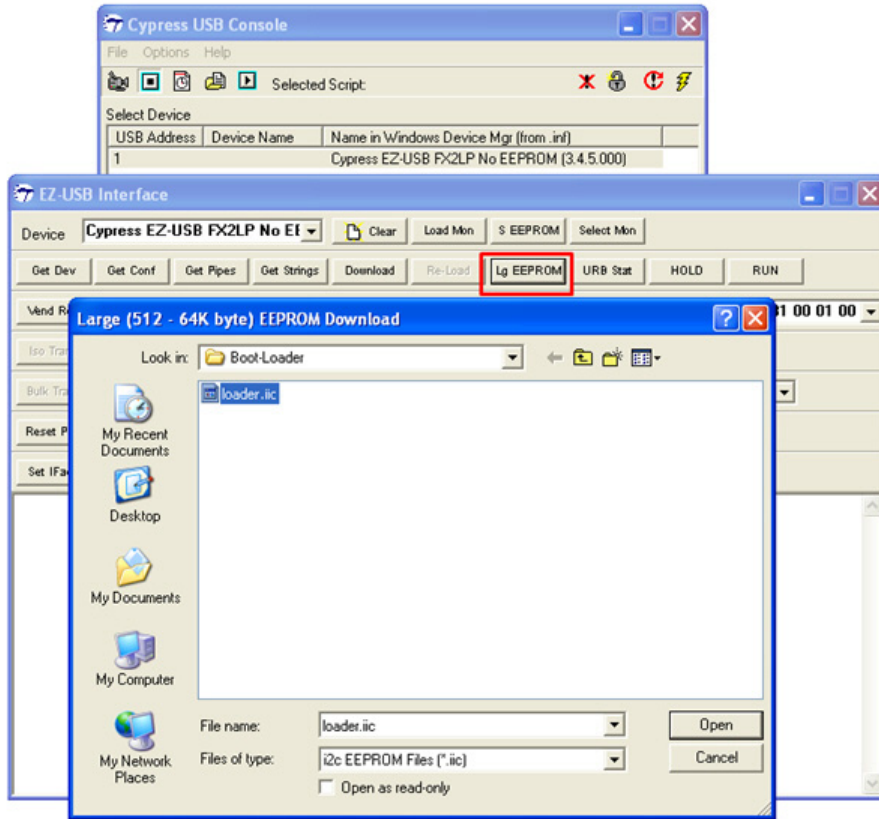 Cypress USB Console
File Options Help
Selected Script:
Select Device
USB Address Device Name Name in Windows Device Mgr (from .inf)
1 Cypress EZ-USB FX2LP No EEPROM (3.4.5.000)
EZ-USB Interface
Device Cypress EZ-USB FX2LP No EE Clear Load Mon S EEPROM Select Mon
Get Dev Get Conf Get Pipes Get Strings Download Re-Load Lg EEPROM URB Stat HOLD RUN
Vend R 00 01 00
Large (512 - 64K byte) EEPROM Download
Iso Tran
Look in: Boot-Loader
Bulk Tra
loader.iic
Reset P
My Recent
Documents
Set IFa
Desktop
My Documents
My Computer
My Network
Places
File name: loader.iic Open
Files of type: i2c EEPROM Files (*.iic) Cancel
Open as read-only